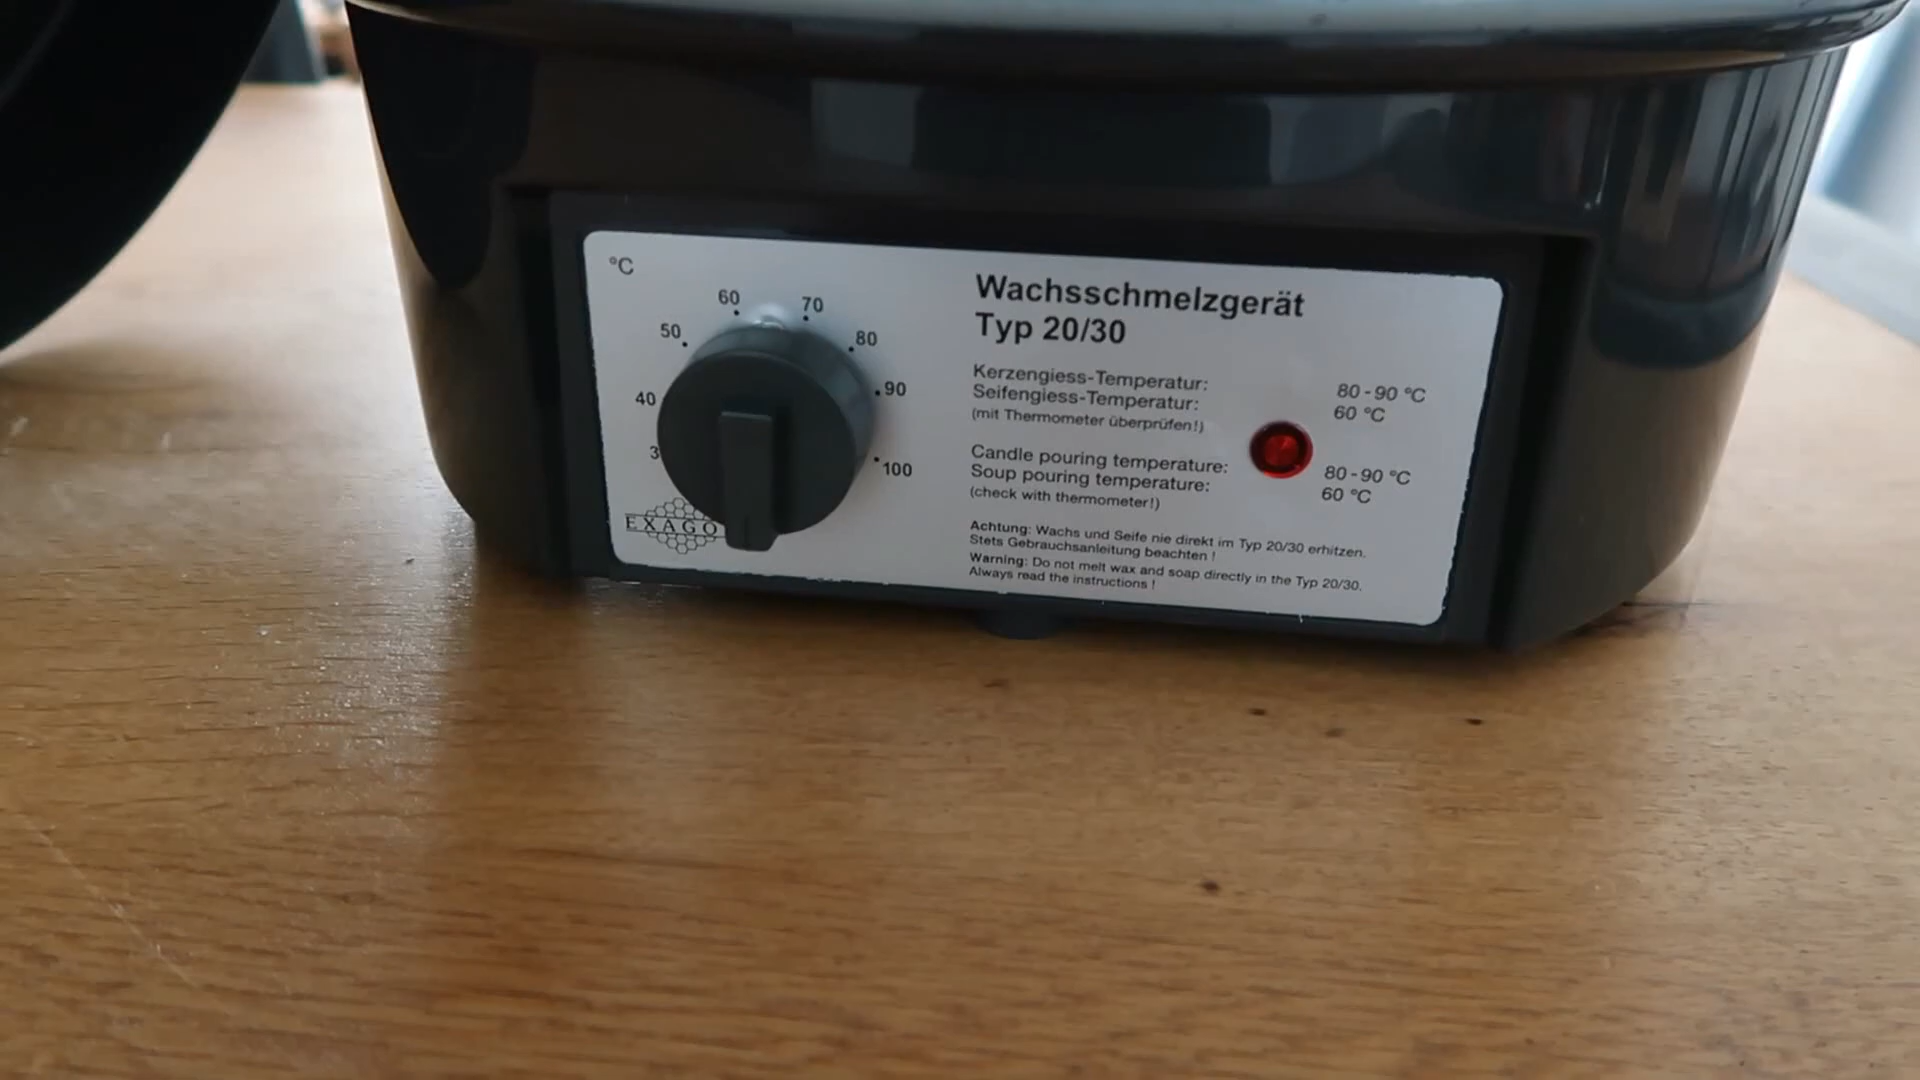 °C
60
70
50
80
90
40
3
100
EXAGO
Wachsschmelzgerät
Typ 20/30
Kerzengiess-Temperatur: 80-90 °C
Seifengiess-Temperatur: 60 °C
(mit Thermometer überprüfen!)
Candle pouring temperature: 80-90 °C
Soup pouring temperature: 60 °C
(check with thermometer!)
Achtung: Wachs und Seife nie direkt im Typ 20/30 erhitzen.
Stets Gebrauchsanleitung beachten !
Warning: Do not melt wax and soap directly in the Typ 20/30.
Always read the instructions !